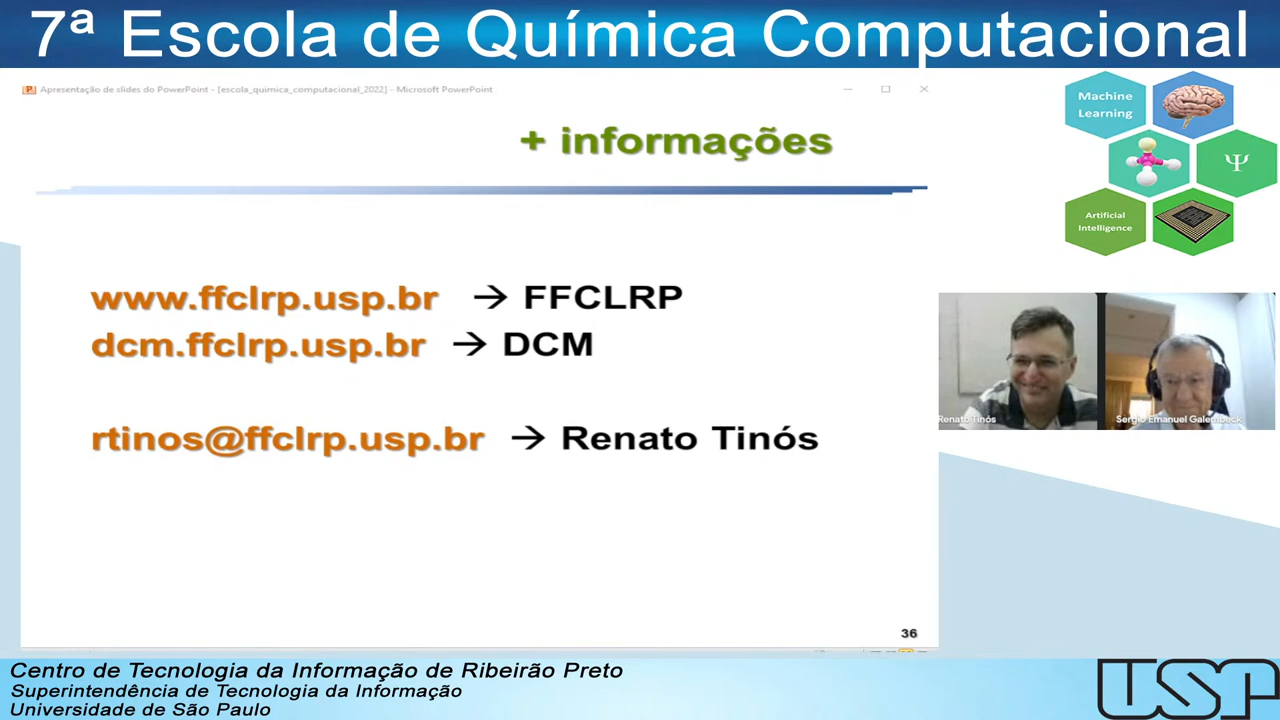 7ª Escola de Química Computacional
Apresentação de slides do PowerPoint - [escola_quimica_computacional_2022] - Microsoft PowerPoint
+ informações
Machine
Learning
Ψ
Artificial
Intelligence
www.ffclrp.usp.br → FFCLRP
dcm.ffclrp.usp.br → DCM
rtinos@ffclrp.usp.br → Renato Tinós
Renato Tinós
Sergio Emanuel Galembeck
36
Centro de Tecnologia da Informação de Ribeirão Preto
Superintendência de Tecnologia da Informação
Universidade de São Paulo
USP